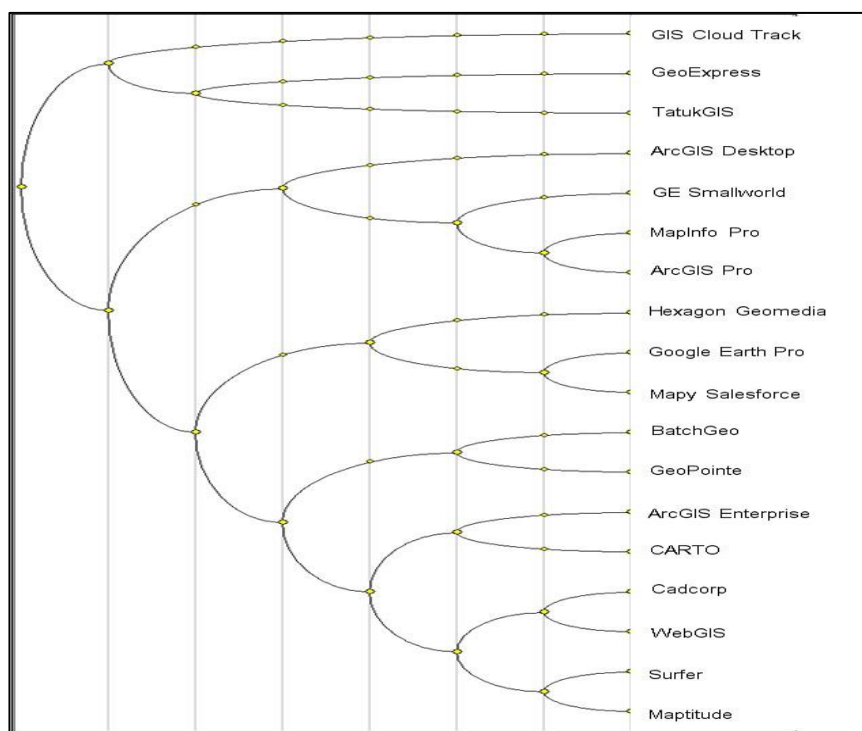 GIS Cloud Track
GeoExpress
TatukGIS
ArcGIS Desktop
GE Smallworld
MapInfo Pro
ArcGIS Pro
Hexagon Geomedia
Google Earth Pro
Mapy Salesforce
BatchGeo
GeoPointe
ArcGIS Enterprise
CARTO
Cadcorp
WebGIS
Surfer
Maptitude